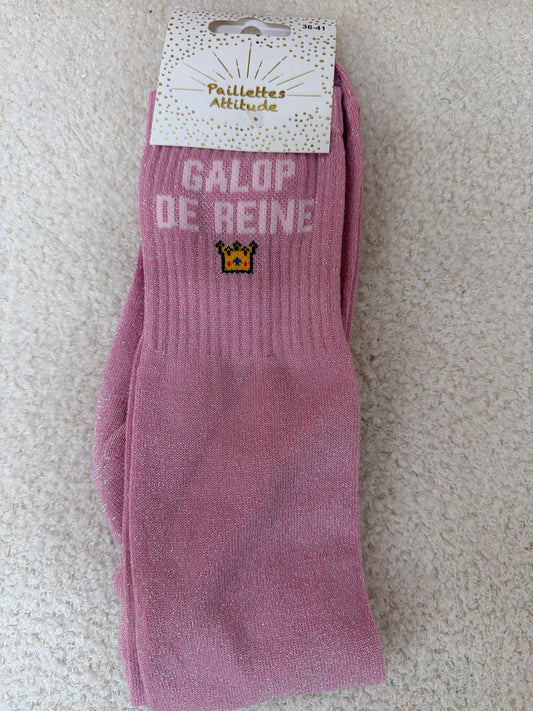 36-41
Paillettes
Attitude
GALOP
DE REINE